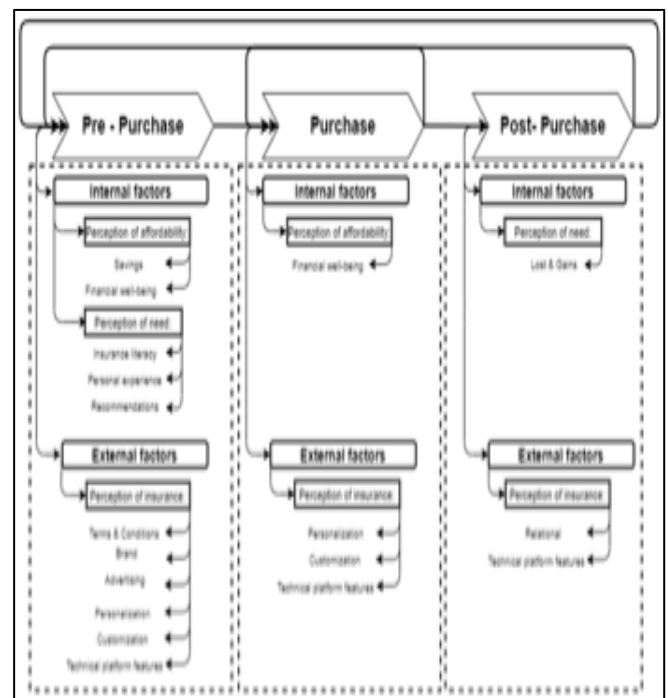 Pre - Purchase
Purchase
Post- Purchase
Internal factors
Perception of affordability
Savings
Financial well-being
Perception of need
Insurance literacy
Personal experience
Recommendations
External factors
Perception of insurance
Terms & Conditions
Brand
Advertising
Personalization
Customization
Technical platform features
Internal factors
Perception of affordability
Financial well-being
External factors
Perception of insurance
Personalization
Customization
Technical platform features
Internal factors
Perception of need
Lost & Gains
External factors
Perception of insurance
Relational
Technical platform features